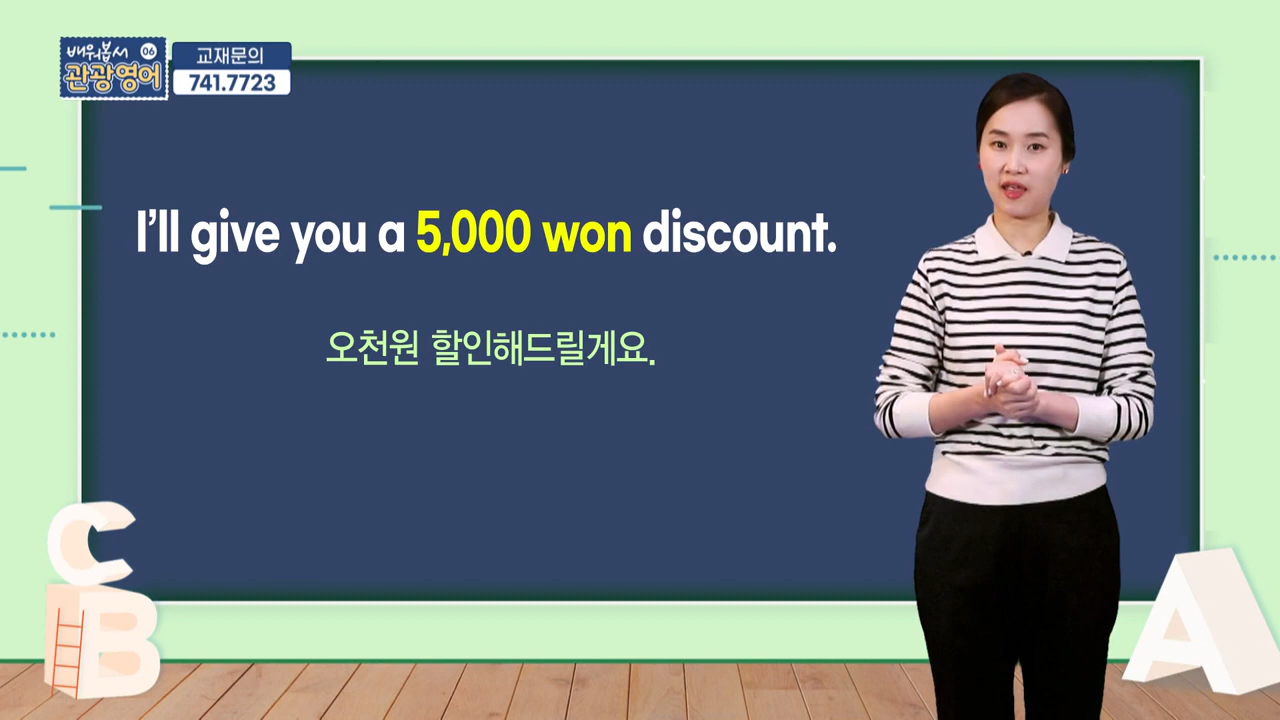 배워봅서 06
관광영어
교재문의
741.7723
I'll give you a 5,000 won discount.
오천원 할인해드릴게요.
C
B
A